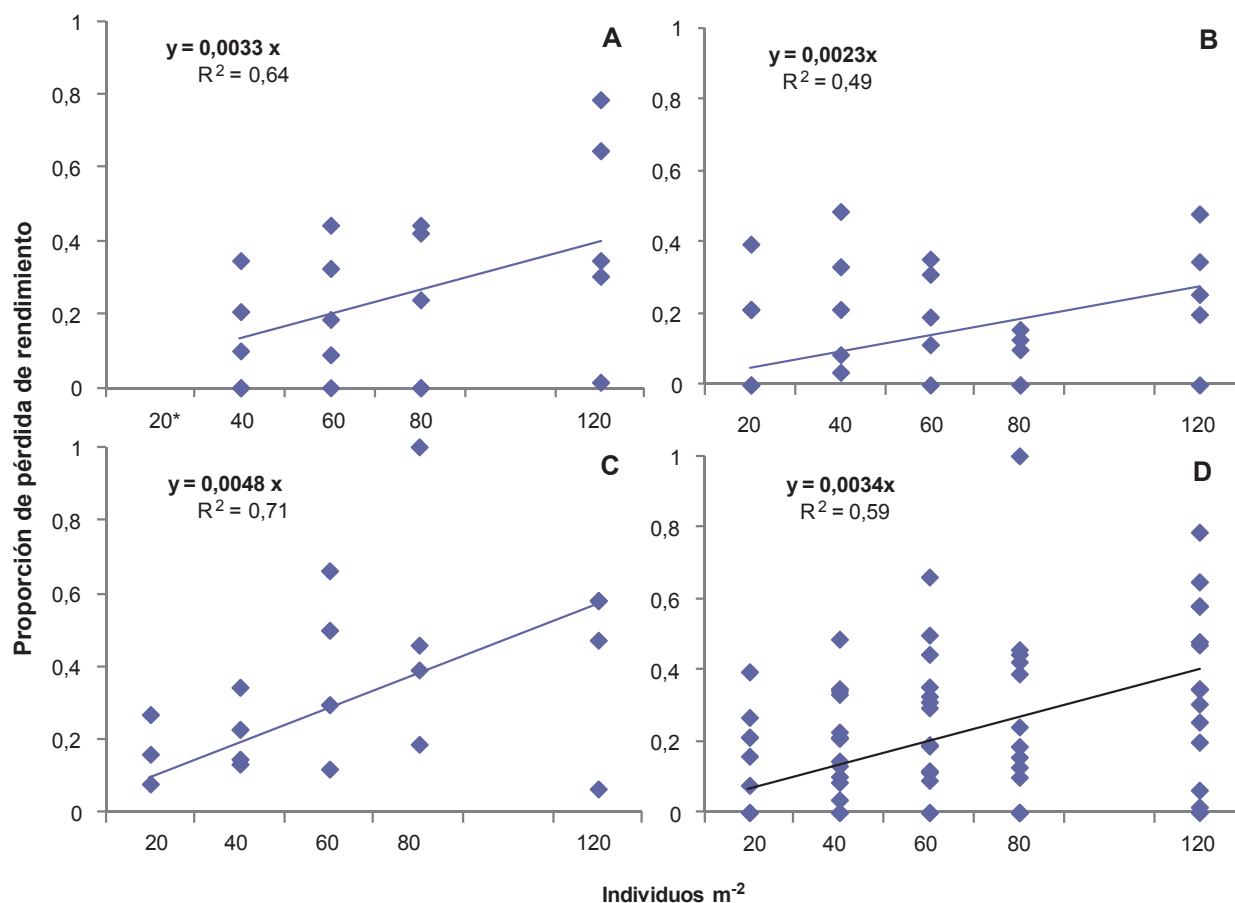 Proporción de pérdida de rendimiento
A
y = 0,0033 x
R² = 0,64
1
0,8
0,6
0,4
0,2
0
20* 40 60 80 120
B
y = 0,0023x
R² = 0,49
1
0,8
0,6
0,4
0,2
0
20 40 60 80 120
C
y = 0,0048 x
R² = 0,71
1
0,8
0,6
0,4
0,2
0
20 40 60 80 120
D
y = 0,0034x
R² = 0,59
1
0,8
0,6
0,4
0,2
0
20 40 60 80 120
Individuos m⁻²